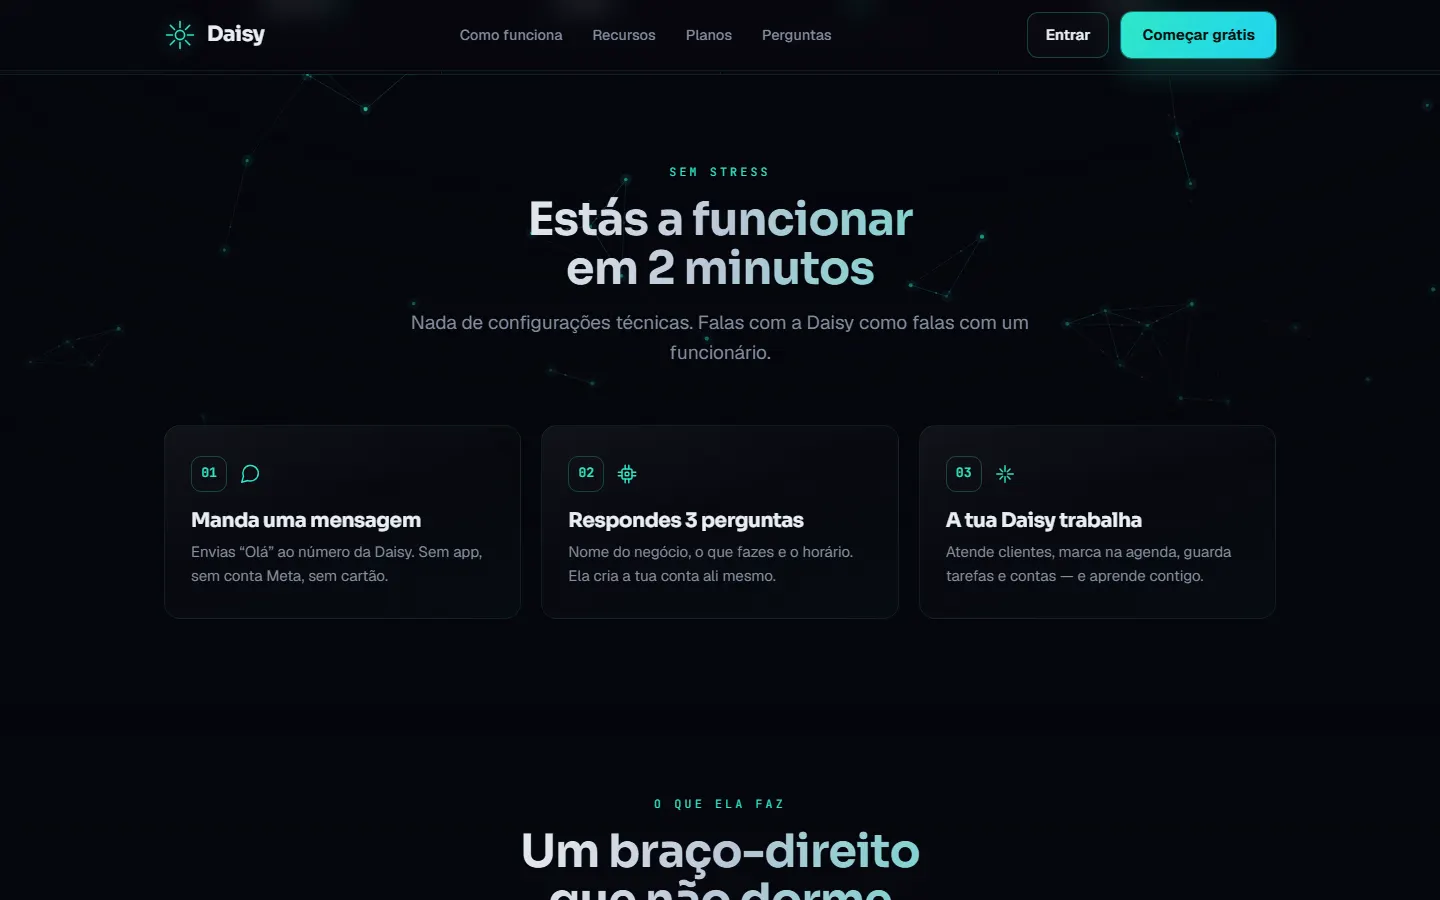 Daisy
Como funciona
Recursos
Planos
Perguntas
Entrar
Começar grátis
SEM STRESS
Estás a funcionar
em 2 minutos
Nada de configurações técnicas. Falas com a Daisy como falas com um
funcionário.
01
Manda uma mensagem
Envias “Olá” ao número da Daisy. Sem app,
sem conta Meta, sem cartão.
02
Respondes 3 perguntas
Nome do negócio, o que fazes e o horário.
Ela cria a tua conta ali mesmo.
03
A tua Daisy trabalha
Atende clientes, marca na agenda, guarda
tarefas e contas — e aprende contigo.
O QUE ELA FAZ
Um braço-direito
que não dorme